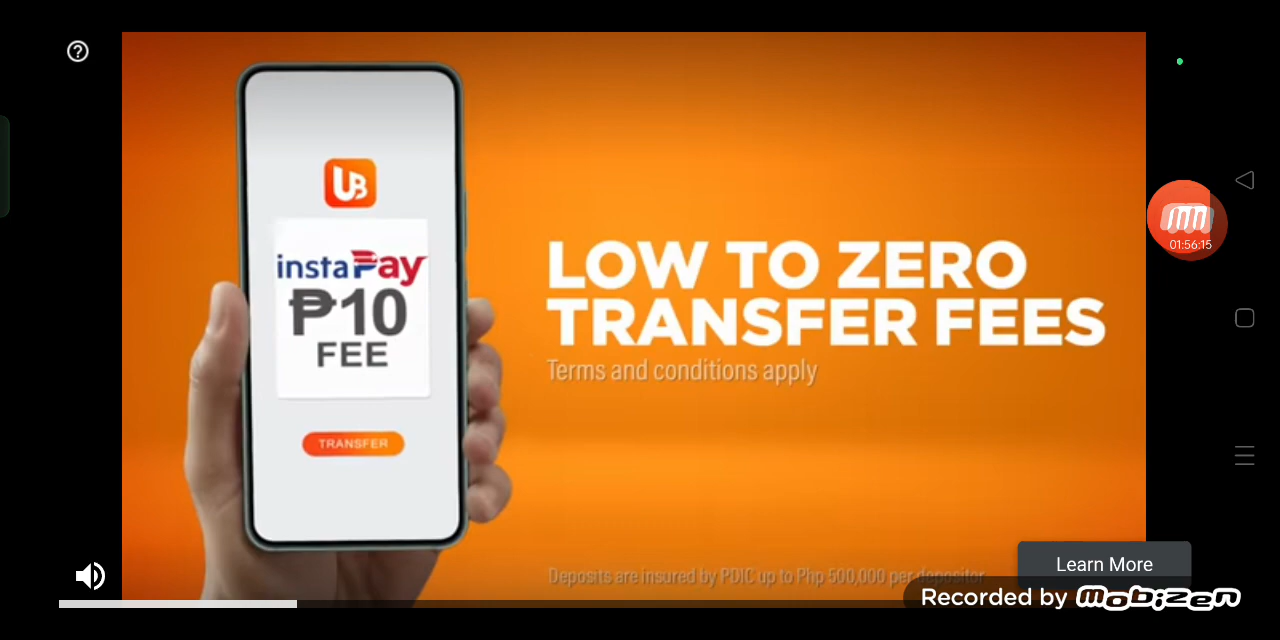 UB
instaPay
₱10
FEE
TRANSFER
LOW TO ZERO
TRANSFER FEES
Terms and conditions apply
Deposits are insured by PDIC up to Php 500,000 per depositor
Learn More
01:56:15
Recorded by Mobizen